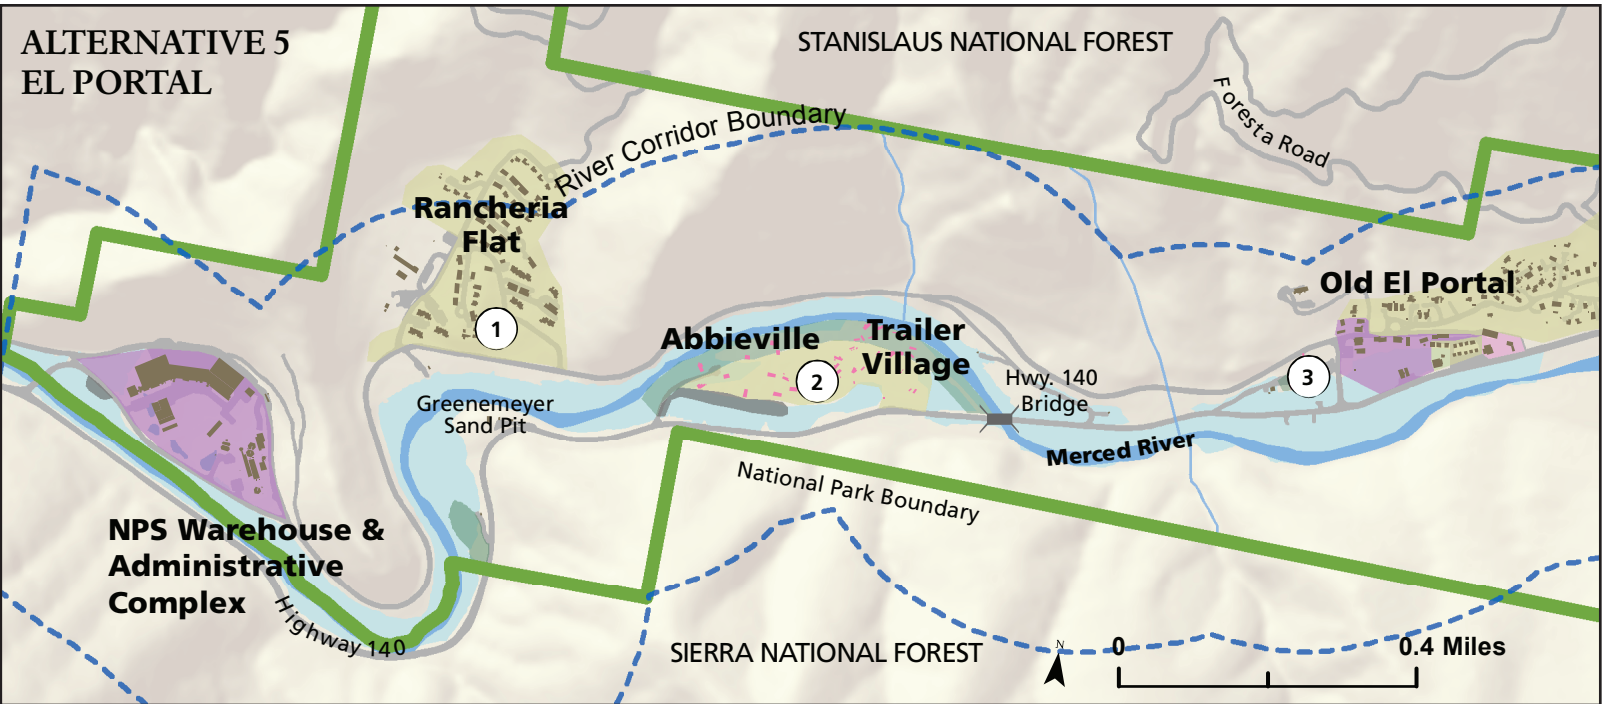 ALTERNATIVE 5
EL PORTAL
STANISLAUS NATIONAL FOREST
River Corridor Boundary
Foresta Road
Rancheria
Flat
1
Old El Portal
Abbieville
Trailer
Village
2
3
Hwy. 140
Bridge
Greenemeyer
Sand Pit
Merced River
National Park Boundary
NPS Warehouse &
Administrative
Complex
Highway 140
SIERRA NATIONAL FOREST
N
0
0.4 Miles